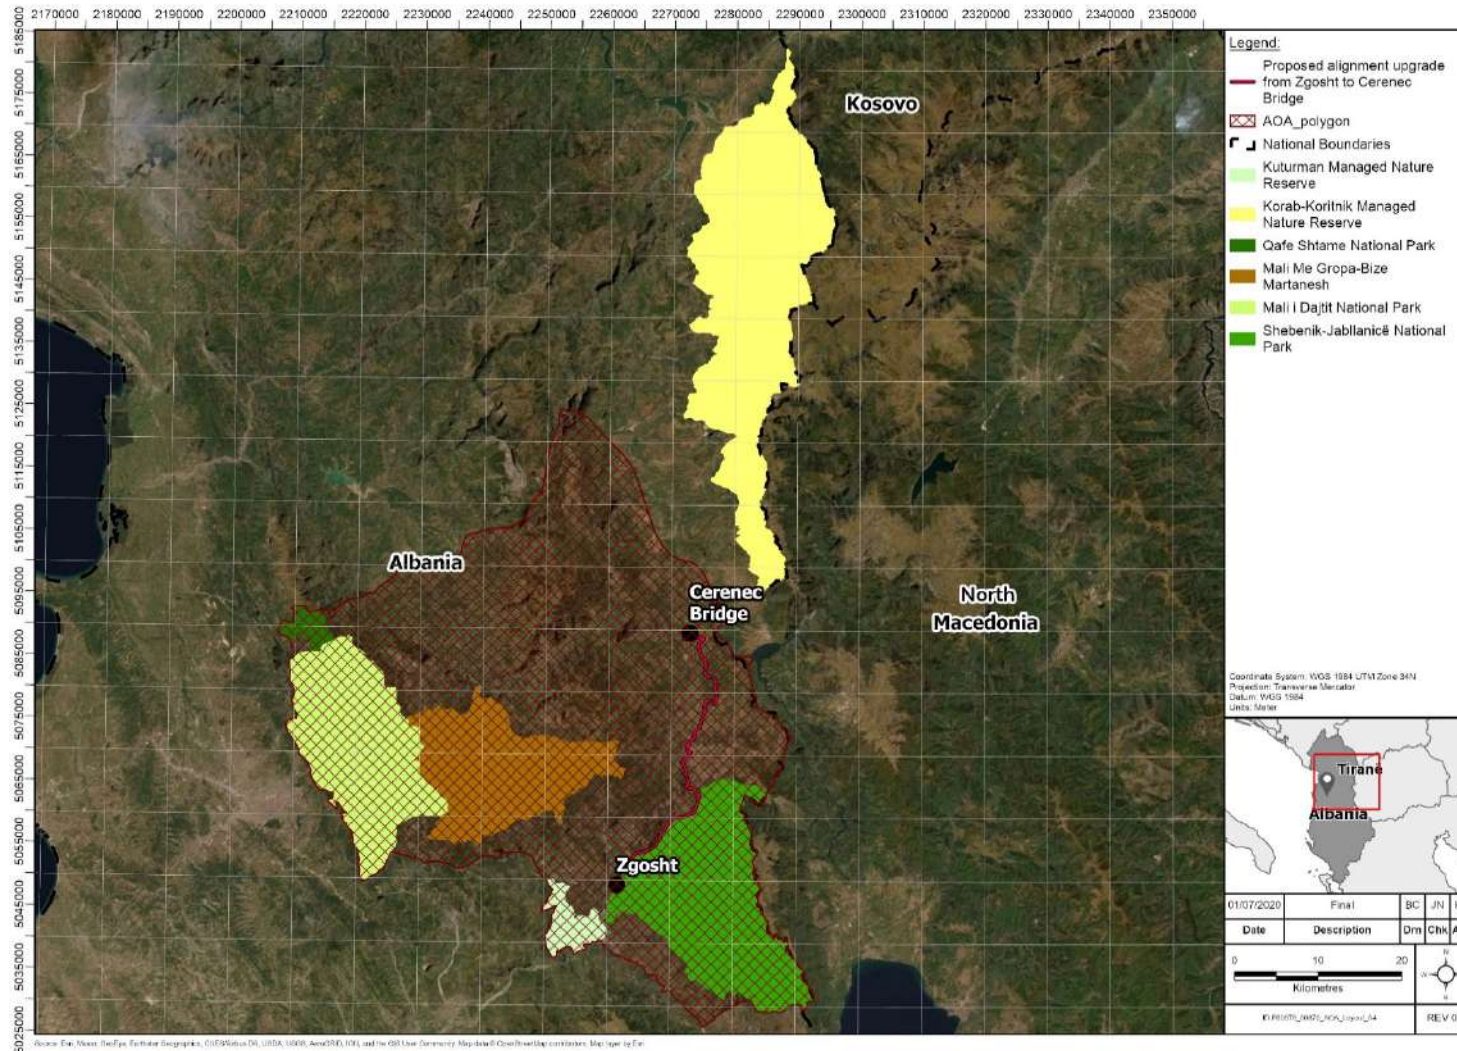 2170000 2180000 2190000 2200000 2210000 2220000 2230000 2240000 2250000 2260000 2270000 2280000 2290000 2300000 2310000 2320000 2330000 2340000 2350000
5185000
5175000
5165000
5155000
5145000
5135000
5125000
5115000
5105000
5095000
5085000
5075000
5065000
5055000
5045000
5035000
5025000
Kosovo
Albania
Cerenec
Bridge
North
Macedonia
Zgosht
Legend:
Proposed alignment upgrade
from Zgosht to Cerenec
Bridge
AOA_polygon
National Boundaries
Kuturman Managed Nature
Reserve
Korab-Koritnik Managed
Nature Reserve
Qafe Shtame National Park
Mali Me Gropa-Bize
Martanesh
Mali i Dajtit National Park
Shebenik-Jabllanicë National
Park
Coordinate System: WGS 1984 UTM Zone 34N
Projection: Transverse Mercator
Datum: WGS 1984
Units: Meter
Tiranë
Albania
01/07/2020 Final BC JN
Date Description Drn Chk
0 10 20
Kilometres
N
W
REV 0